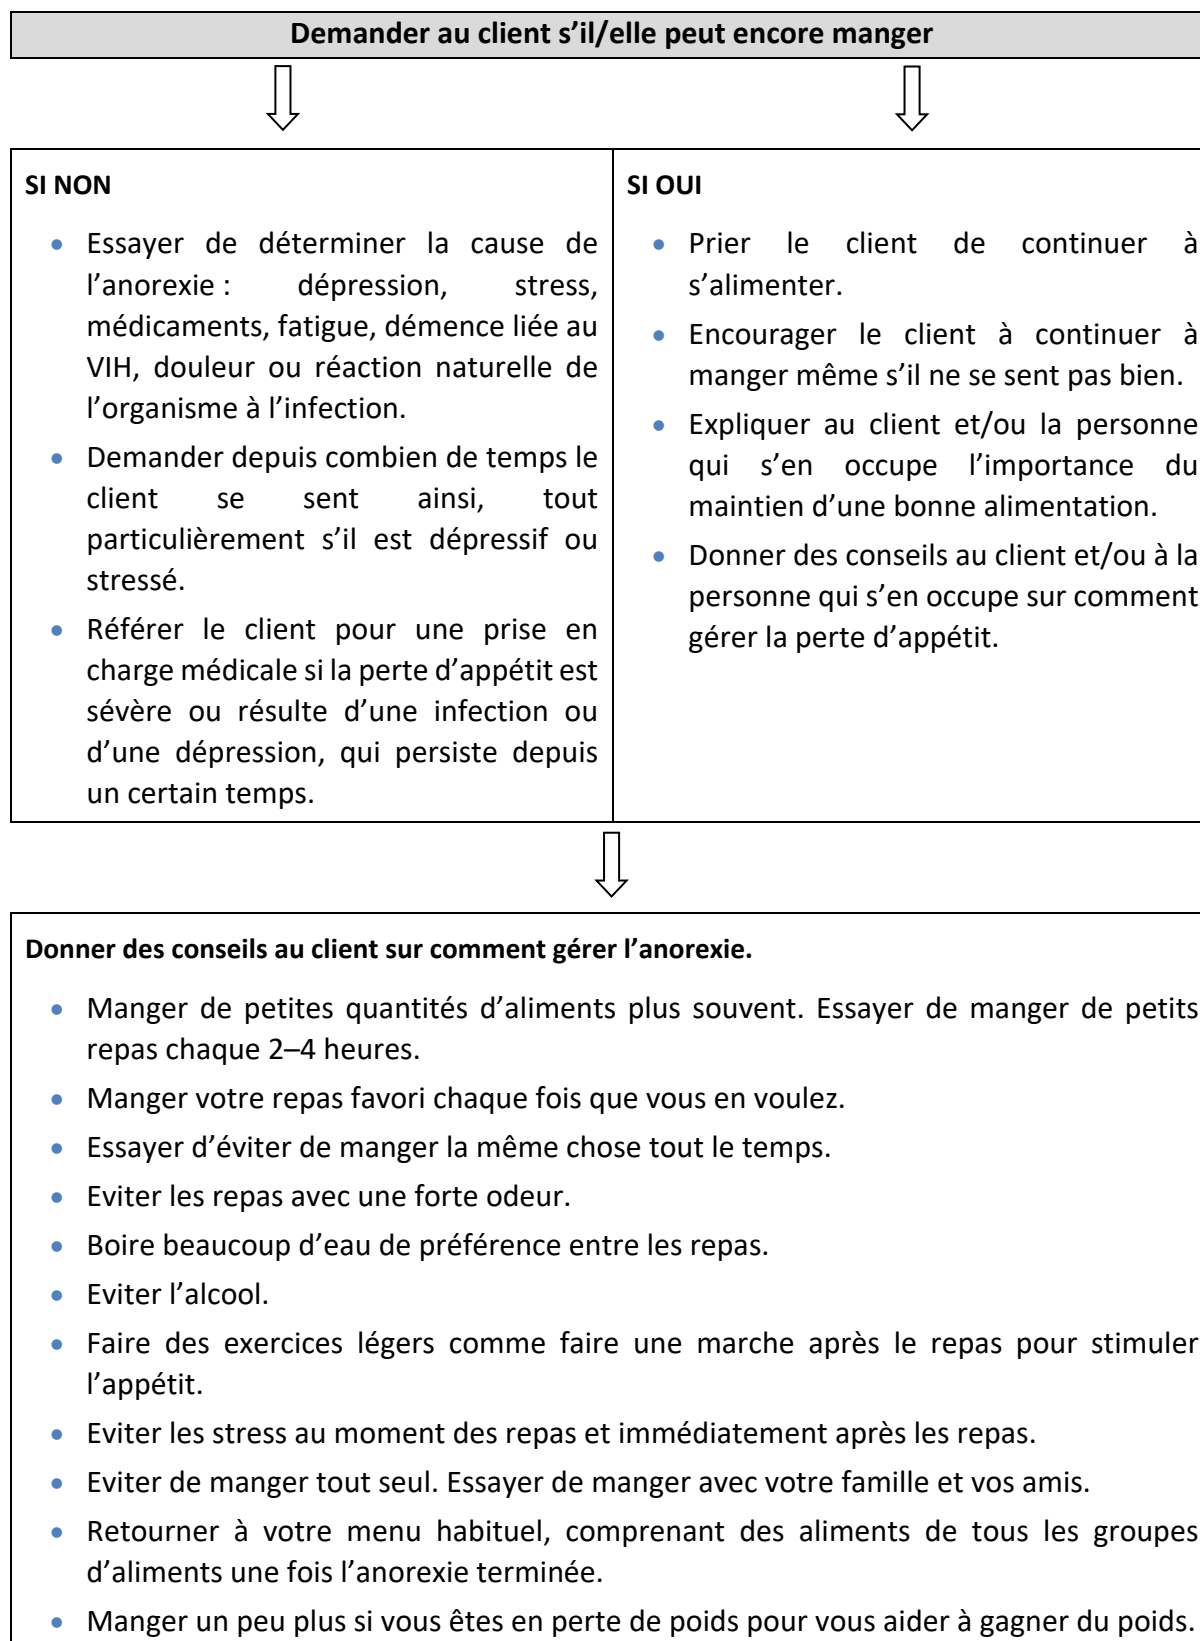 Demander au client s’il/elle peut encore manger
SI NON
• Essayer de déterminer la cause de
l’anorexie : dépression, stress,
médicaments, fatigue, démence liée au
VIH, douleur ou réaction naturelle de
l’organisme à l’infection.
• Demander depuis combien de temps le
client se sent ainsi, tout
particulièrement s’il est dépressif ou
stressé.
• Référer le client pour une prise en
charge médicale si la perte d’appétit est
sévère ou résulte d’une infection ou
d’une dépression, qui persiste depuis
un certain temps.
SI OUI
• Prier le client de continuer à
s’alimenter.
• Encourager le client à continuer à
manger même s’il ne se sent pas bien.
• Expliquer au client et/ou la personne
qui s’en occupe l’importance du
maintien d’une bonne alimentation.
• Donner des conseils au client et/ou à la
personne qui s’en occupe sur comment
gérer la perte d’appétit.
Donner des conseils au client sur comment gérer l’anorexie.
• Manger de petites quantités d’aliments plus souvent. Essayer de manger de petits
repas chaque 2–4 heures.
• Manger votre repas favori chaque fois que vous en voulez.
• Essayer d’éviter de manger la même chose tout le temps.
• Eviter les repas avec une forte odeur.
• Boire beaucoup d’eau de préférence entre les repas.
• Eviter l’alcool.
• Faire des exercices légers comme faire une marche après le repas pour stimuler
l’appétit.
• Eviter les stress au moment des repas et immédiatement après les repas.
• Eviter de manger tout seul. Essayer de manger avec votre famille et vos amis.
• Retourner à votre menu habituel, comprenant des aliments de tous les groupes
d’aliments une fois l’anorexie terminée.
• Manger un peu plus si vous êtes en perte de poids pour vous aider à gagner du poids.